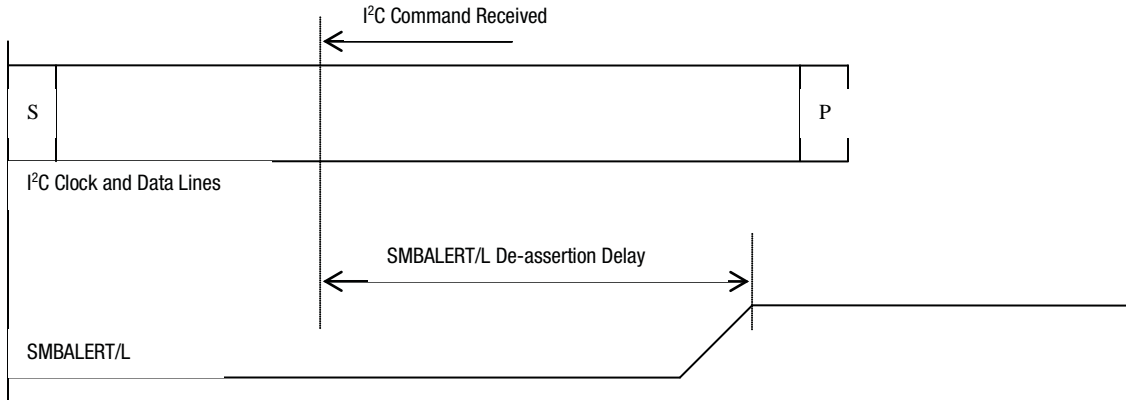 I²C Command Received
S
P
I²C Clock and Data Lines
SMBALERT/L De-assertion Delay
SMBALERT/L